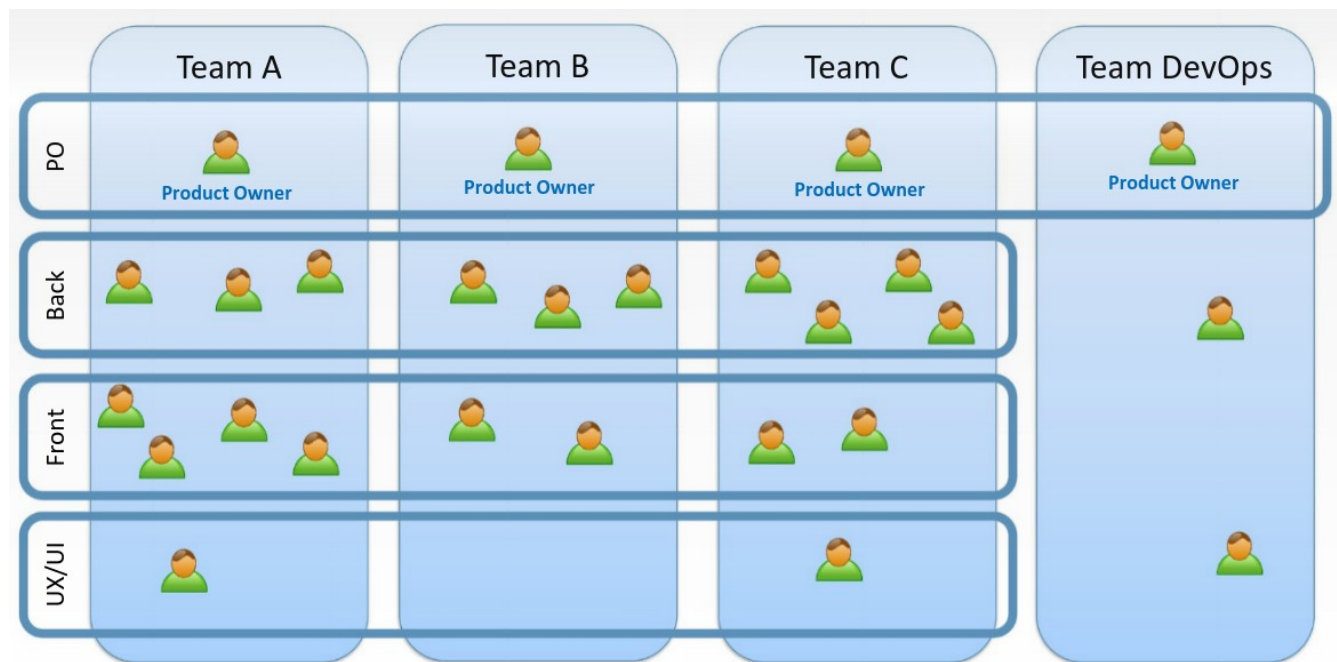 Team A
Team B
Team C
Team DevOps
PO
Product Owner
Product Owner
Product Owner
Product Owner
Back
Front
UX/UI